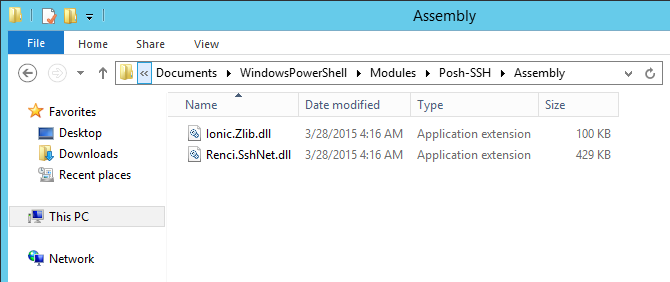 Assembly
File Home Share View
« Documents WindowsPowerShell Modules Posh-SSH Assembly
Favorites
Desktop
Downloads
Recent places
This PC
Network
Name Date modified Type Size
Ionic.Zlib.dll 3/28/2015 4:16 AM Application extension 100 KB
Renci.SshNet.dll 3/28/2015 4:16 AM Application extension 429 KB